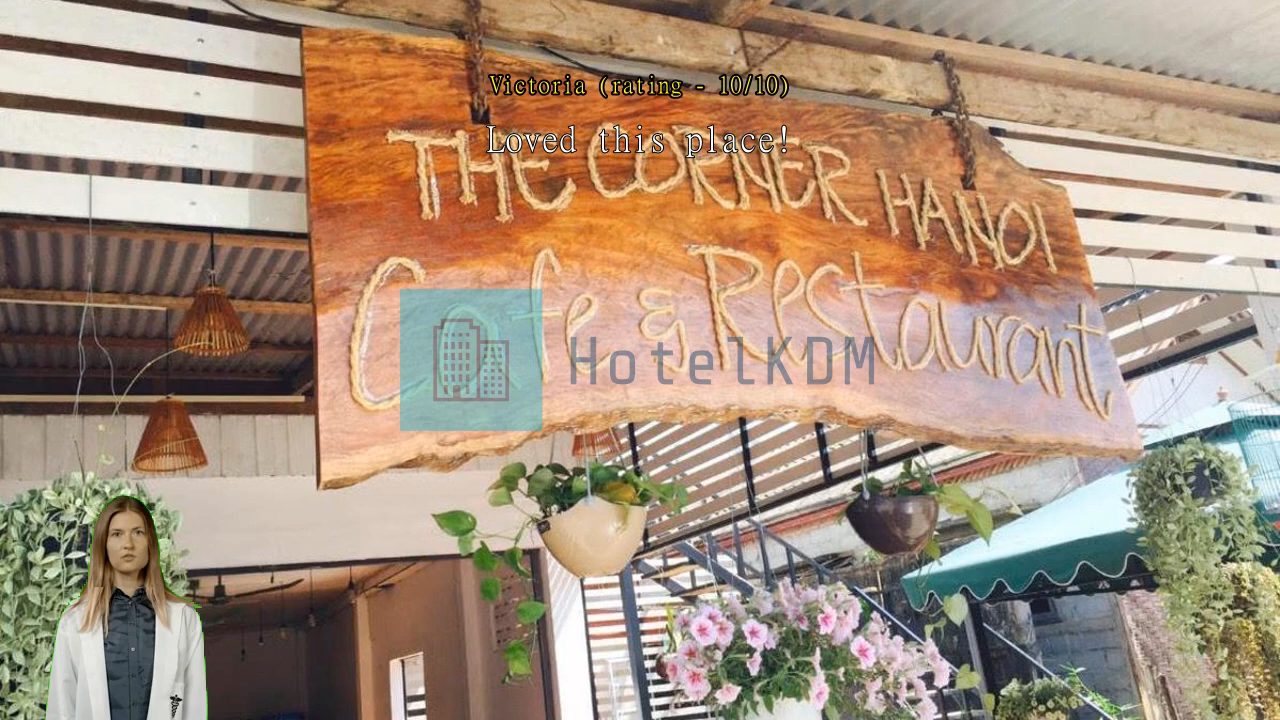 Victoria (rating - 10/10)
Loved this place!
THE CORNER HANOI
Cafe & Restaurant
HotelKDM